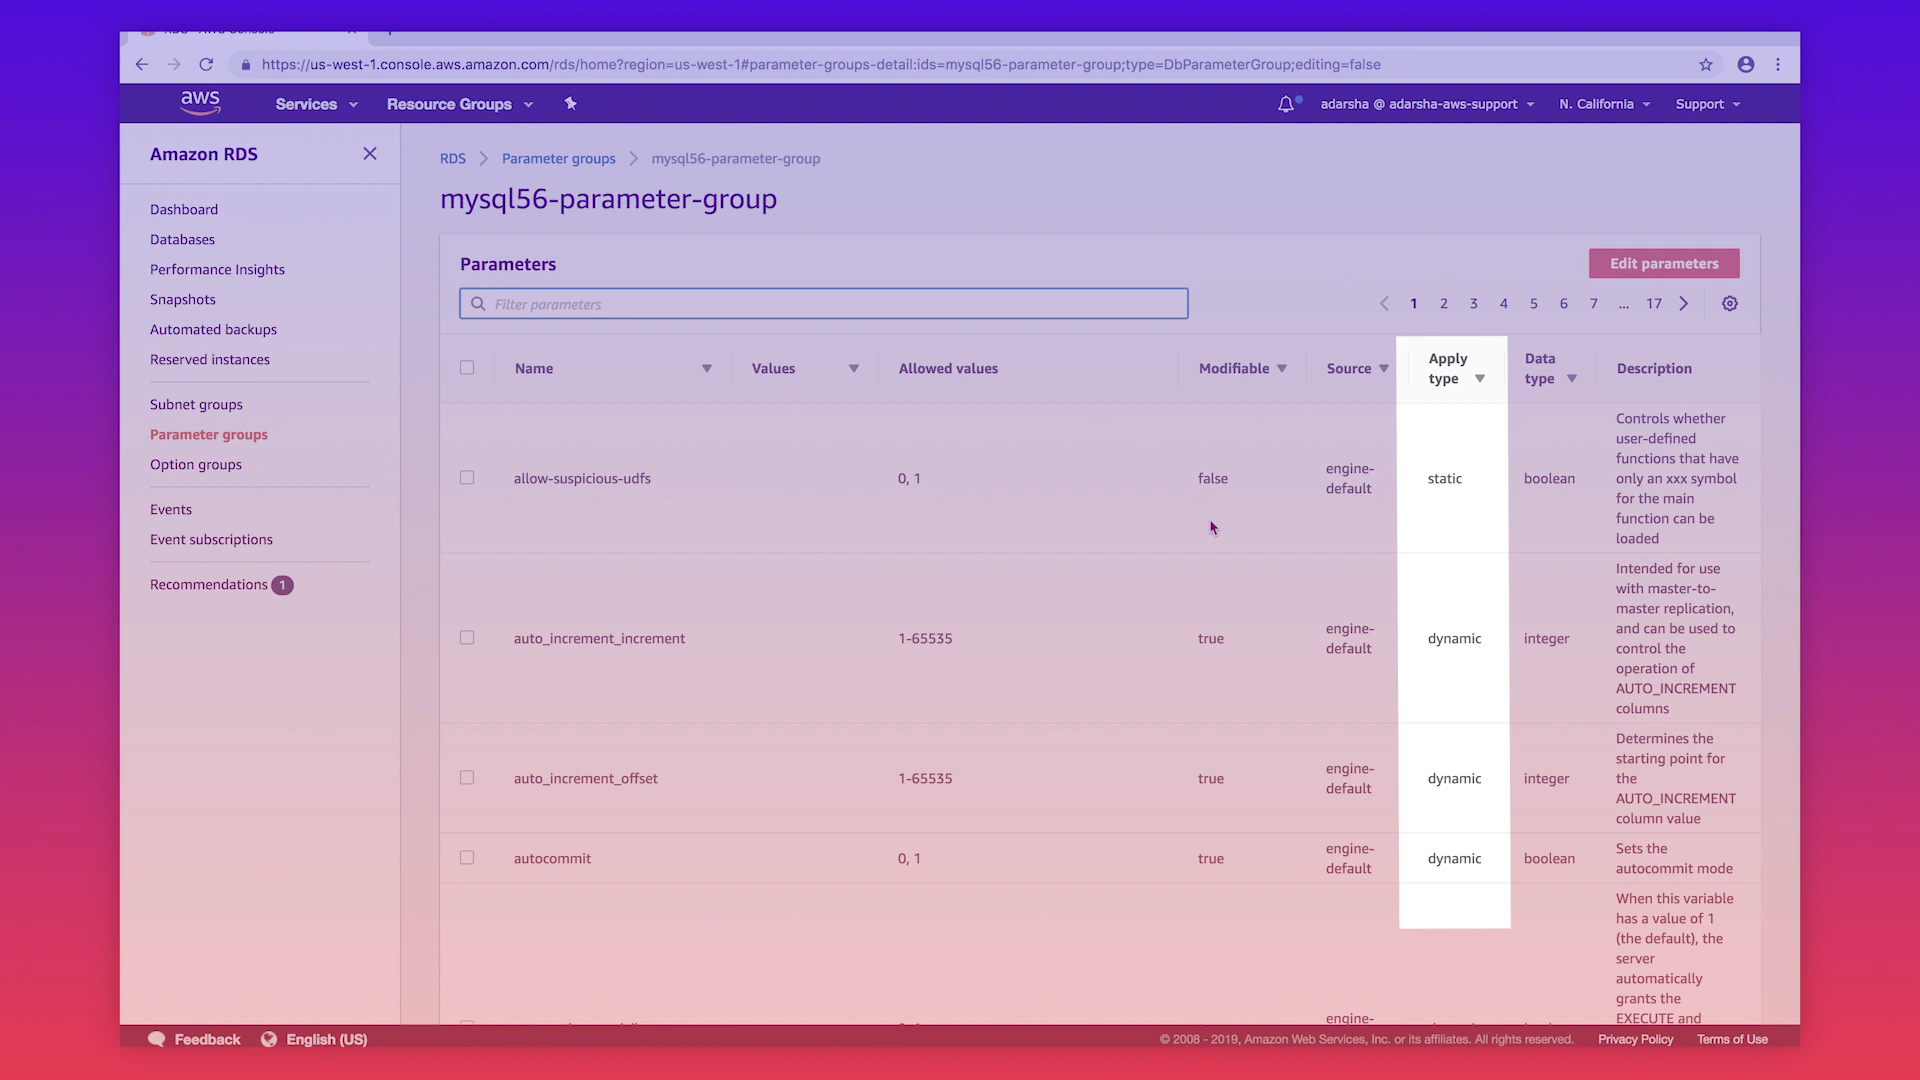 https://us-west-1.console.aws.amazon.com/rds/home?region=us-west-1#parameter-groups-detail:ids=mysql56-parameter-group;type=DbParameterGroup;editing=false
aws Services Resource Groups adarsha @ adarsha-aws-support N. California Support
Amazon RDS
Dashboard
Databases
Performance Insights
Snapshots
Automated backups
Reserved instances
Subnet groups
Parameter groups
Option groups
Events
Event subscriptions
Recommendations 1
RDS Parameter groups mysql56-parameter-group
mysql56-parameter-group
Parameters
Edit parameters
Filter parameters
1 2 3 4 5 6 7 ... 17
Name Values Allowed values Modifiable Source Apply type Data type Description
allow-suspicious-udfs 0, 1 false engine-default static boolean
Controls whether
user-defined
functions that have
only an xxx symbol
for the main
function can be
loaded
auto_increment_increment 1-65535 true engine-default dynamic integer
Intended for use
with master-to-
master replication,
and can be used to
control the
operation of
AUTO_INCREMENT
columns
auto_increment_offset 1-65535 true engine-default dynamic integer
Determines the
starting point for
the
AUTO_INCREMENT
column value
autocommit 0, 1 true engine-default dynamic boolean
Sets the
autocommit mode
engine-
When this variable
has a value of 1
(the default), the
server
automatically
grants the
EXECUTE and
Feedback English (US)
© 2008 - 2019, Amazon Web Services, Inc. or its affiliates. All rights reserved. Privacy Policy Terms of Use